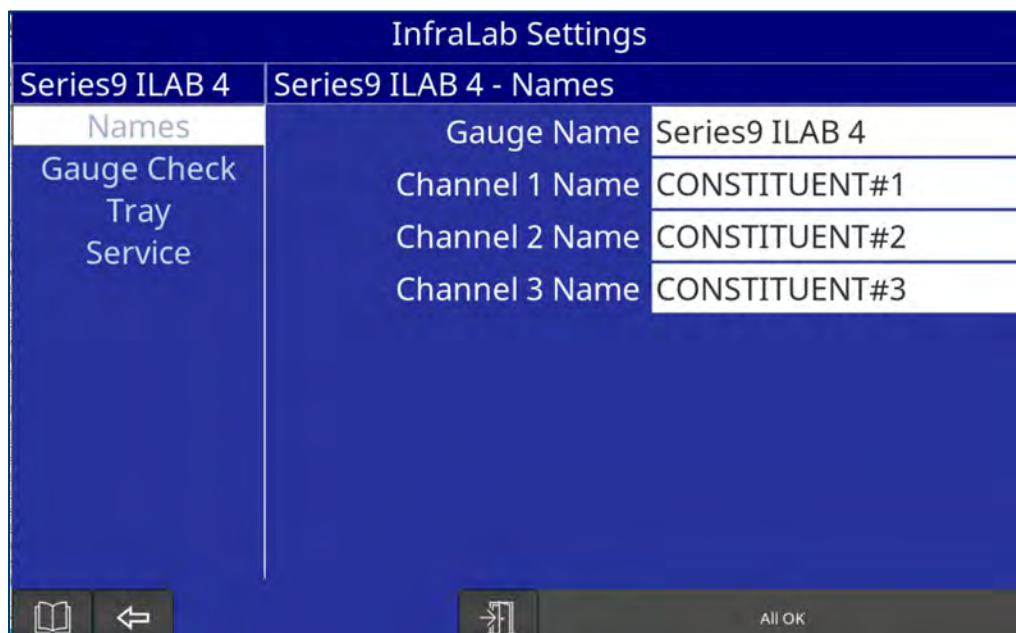 InfraLab Settings
Series9 ILAB 4
Names
Gauge Check
Tray
Service
Series9 ILAB 4 - Names
Gauge Name Series9 ILAB 4
Channel 1 Name CONSTITUENT#1
Channel 2 Name CONSTITUENT#2
Channel 3 Name CONSTITUENT#3
All OK